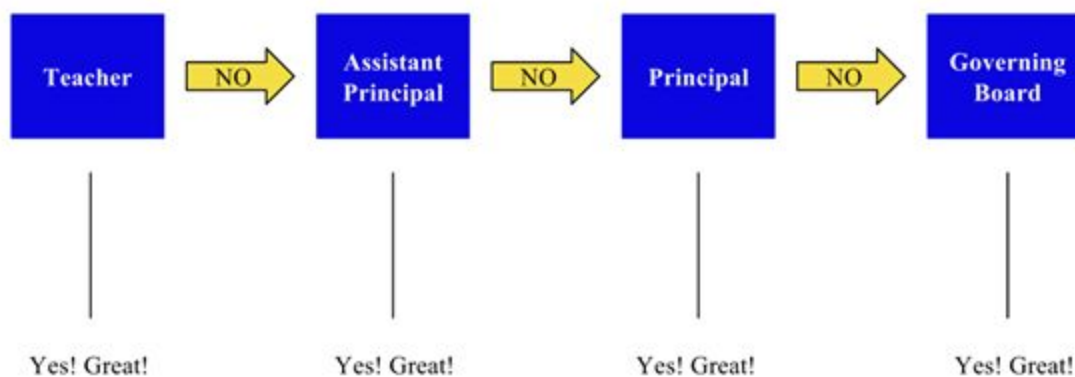 Teacher
NO
Assistant
Principal
NO
Principal
NO
Governing
Board
Yes! Great!
Yes! Great!
Yes! Great!
Yes! Great!